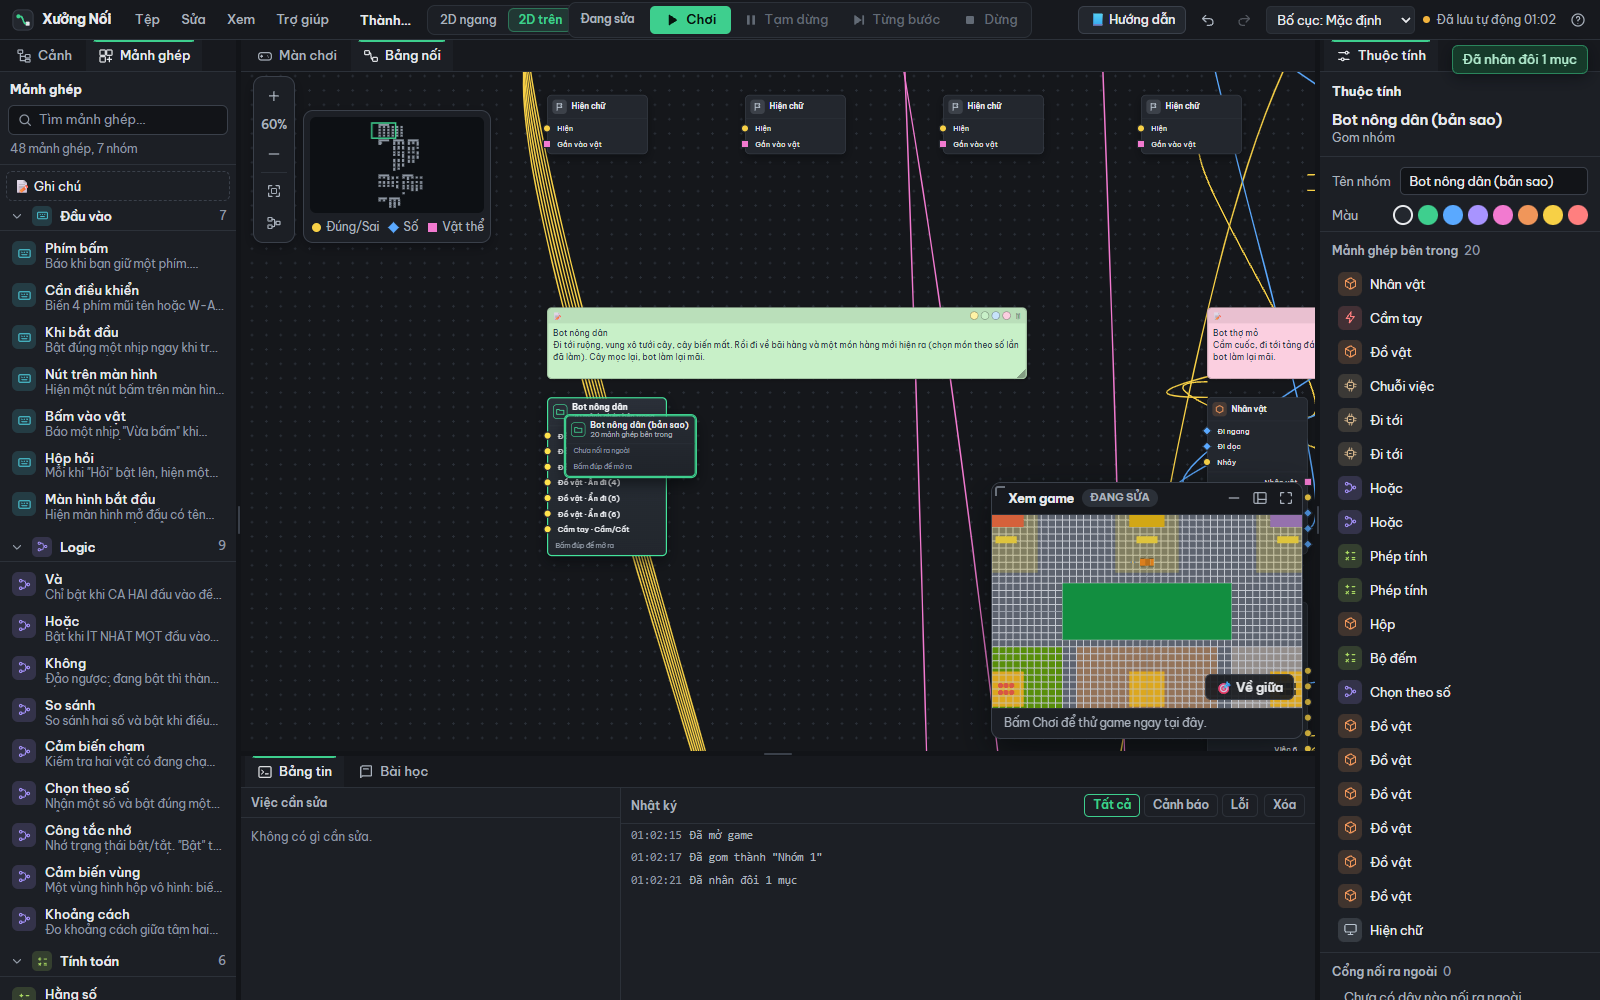 Xưởng Nối
Tệp
Sửa
Xem
Trợ giúp
Thành...
2D ngang
2D trên
Đang sửa
Chơi
Tạm dừng
Từng bước
Dừng
Hướng dẫn
Bố cục: Mặc định
Đã lưu tự động 01:02
Cảnh
Mảnh ghép
Màn chơi
Bảng nối
Thuộc tính
Đã nhân đôi 1 mục
Mảnh ghép
Tìm mảnh ghép...
48 mảnh ghép, 7 nhóm
Ghi chú
Đầu vào 7
Phím bấm
Báo khi bạn giữ một phím....
Cần điều khiển
Biến 4 phím mũi tên hoặc W-A...
Khi bắt đầu
Bật đúng một nhịp ngay khi tr...
Nút trên màn hình
Hiện một nút bấm trên màn hìn...
Bấm vào vật
Báo một nhịp "Vừa bấm" khi...
Hộp hỏi
Mỗi khi "Hỏi" bật lên, hiện một...
Màn hình bắt đầu
Hiện màn hình mở đầu có tên...
Logic 9
Và
Chỉ bật khi CẢ HAI đầu vào đề...
Hoặc
Bật khi ÍT NHẤT MỘT đầu vào...
Không
Đảo ngược: đang bật thì thàn...
So sánh
So sánh hai số và bật khi điều...
Cảm biến chạm
Kiểm tra hai vật có đang chạ...
Chọn theo số
Nhận một số và bật đúng một...
Công tắc nhớ
Nhớ trạng thái bật/tắt. "Bật" t...
Cảm biến vùng
Một vùng hình hộp vô hình: biế...
Khoảng cách
Đo khoảng cách giữa tâm hai...
Tính toán 6
Hằng số
60%
Đúng/Sai
Số
Vật thể
Hiện chữ
Hiện
Gắn vào vật
Hiện chữ
Hiện
Gắn vào vật
Hiện chữ
Hiện
Gắn vào vật
Hiện chữ
Hiện
Gắn vào vật
Bot nông dân
Đi tới ruộng, vung xô tưới cây, cây biến mất. Rồi đi về bãi hàng và một món hàng mới hiện ra (chọn món theo số lần
đã làm). Cây mọc lại, bot làm lại mãi.
Bot thợ mỏ
Cầm cuốc, đi tới tảng đá
bot làm lại mãi.
Bot nông dân
Bot nông dân (bản sao)
20 mảnh ghép bên trong
Chưa nối ra ngoài
Bấm đúp để mở ra
Đồ vật · Ẩn đi (4)
Đồ vật · Ẩn đi (5)
Đồ vật · Ẩn đi (6)
Cầm tay · Cầm/Cất
Bấm đúp để mở ra
Nhân vật
Đi ngang
Đi dọc
Nhảy
Xem game
ĐANG SỬA
Về giữa
Bấm Chơi để thử game ngay tại đây.
Bảng tin
Bài học
Việc cần sửa
Không có gì cần sửa.
Nhật ký
Tất cả
Cảnh báo
Lỗi
Xóa
01:02:15 Đã mở game
01:02:17 Đã gom thành "Nhóm 1"
01:02:21 Đã nhân đôi 1 mục
Thuộc tính
Bot nông dân (bản sao)
Gom nhóm
Tên nhóm
Bot nông dân (bản sao)
Màu
Mảnh ghép bên trong 20
Nhân vật
Cầm tay
Đồ vật
Chuỗi việc
Đi tới
Đi tới
Hoặc
Hoặc
Phép tính
Phép tính
Hộp
Bộ đếm
Chọn theo số
Đồ vật
Đồ vật
Đồ vật
Đồ vật
Đồ vật
Đồ vật
Hiện chữ
Cổng nối ra ngoài 0
Chưa có dây nào nối ra ngoài